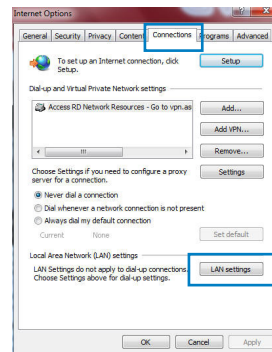 Internet Options
General Security Privacy Content Connections Programs Advanced
To set up an Internet connection, click
Setup.
Setup
Dial-up and Virtual Private Network settings
Access RD Network Resources - Go to vpn.as
Add...
Add VPN...
Remove...
Choose Settings if you need to configure a proxy
server for a connection.
Settings
Never dial a connection
Dial whenever a network connection is not present
Always dial my default connection
Current None
Set default
Local Area Network (LAN) settings
LAN Settings do not apply to dial-up connections.
Choose Settings above for dial-up settings.
LAN settings
OK Cancel Apply